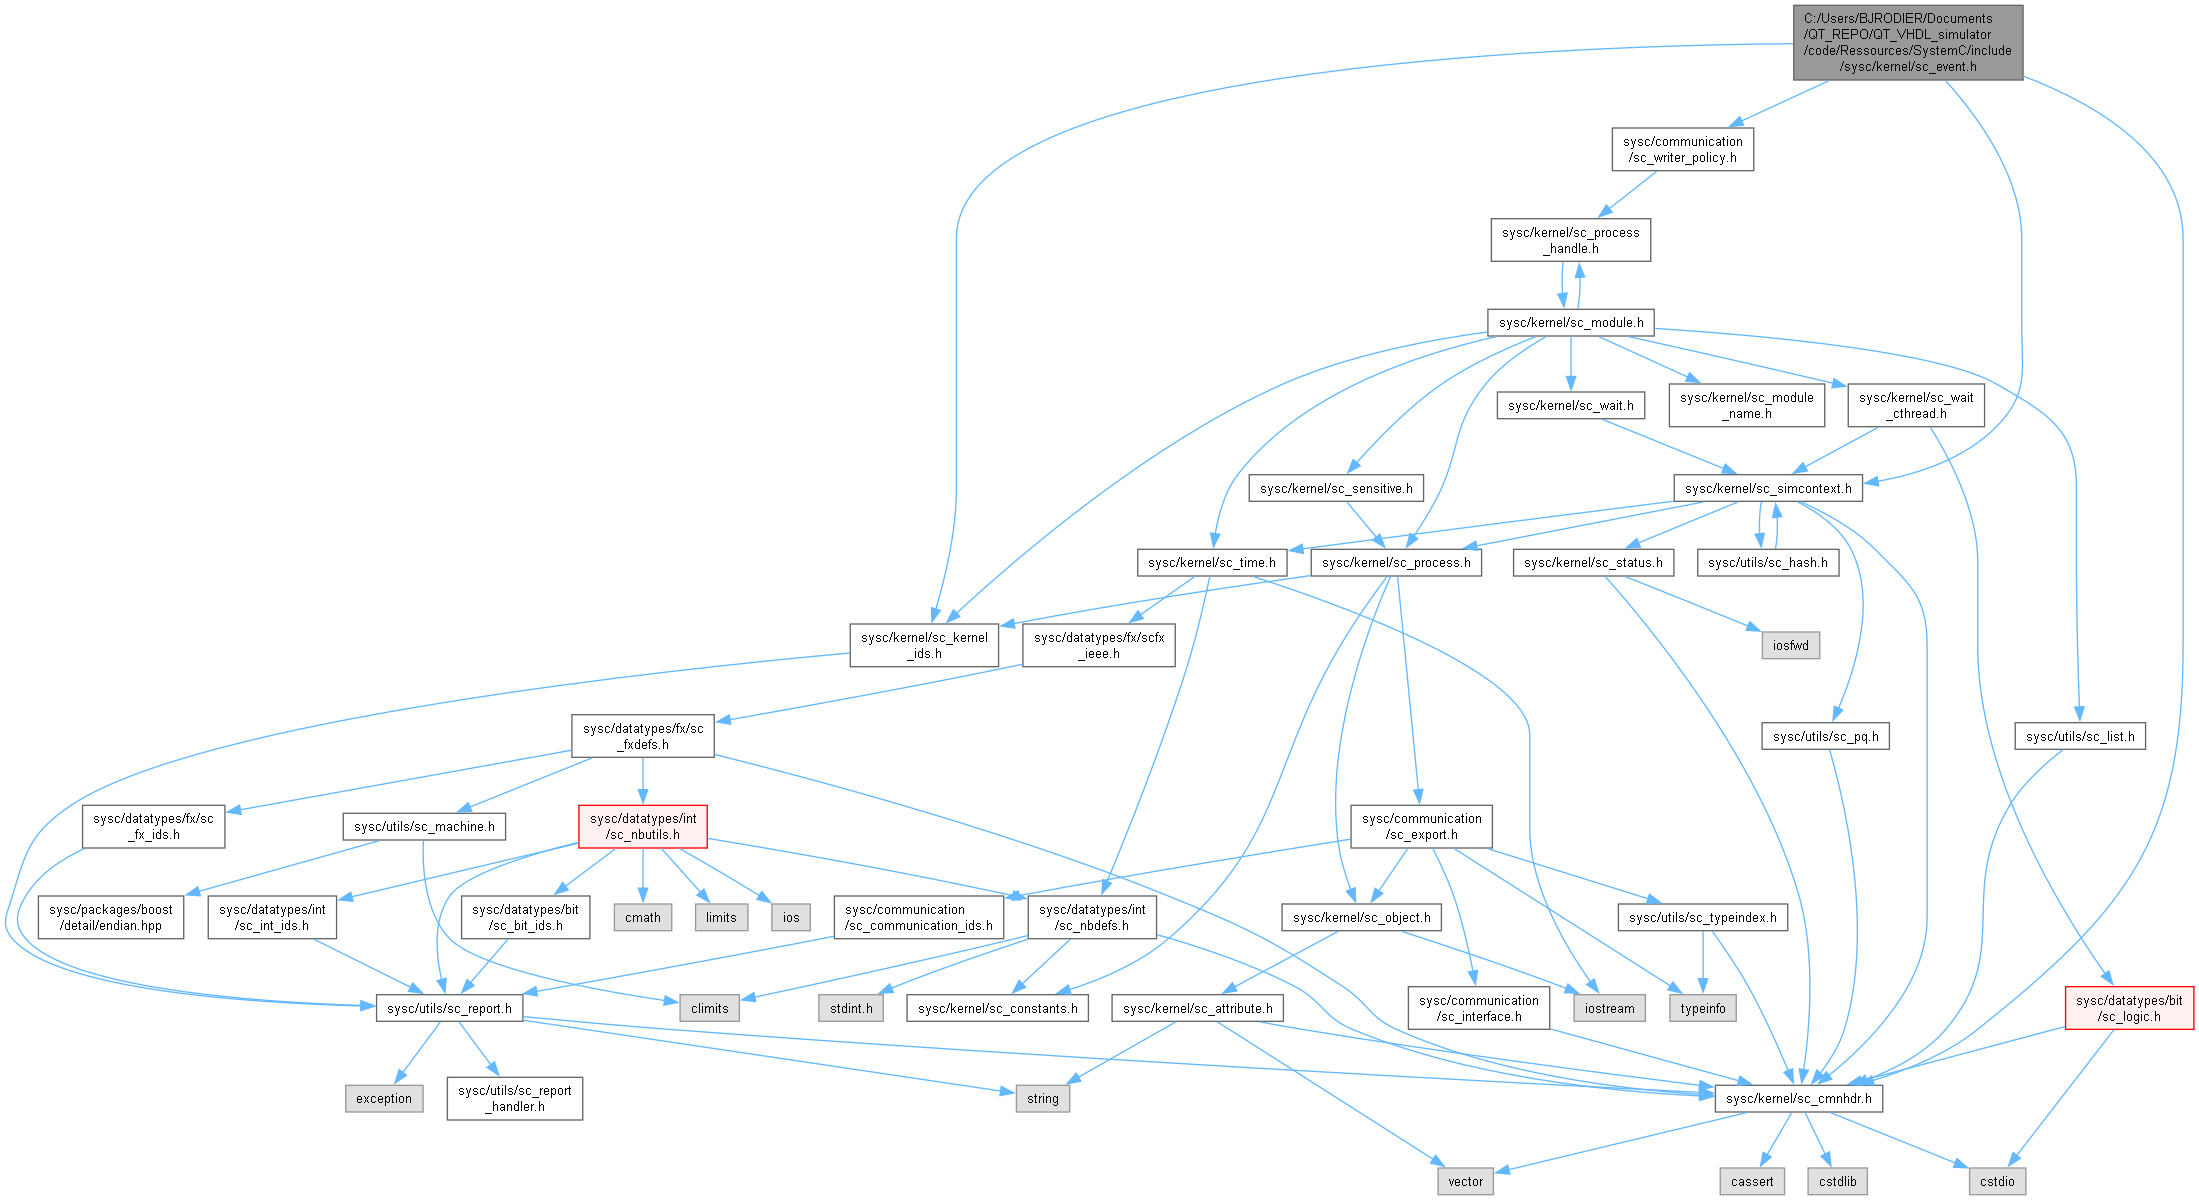 C:/Users/BJRODIER/Documents
/QT_REPO/QT_VHDL_simulator
/code/Ressources/SystemC/include
/sysc/kernel/sc_event.h
sysc/communication
/sc_writer_policy.h
sysc/kernel/sc_process
_handle.h
sysc/kernel/sc_module.h
sysc/kernel/sc_wait.h
sysc/kernel/sc_module
_name.h
sysc/kernel/sc_wait
_cthread.h
sysc/kernel/sc_sensitive.h
sysc/kernel/sc_simcontext.h
sysc/kernel/sc_time.h
sysc/kernel/sc_process.h
sysc/kernel/sc_status.h
sysc/utils/sc_hash.h
sysc/kernel/sc_kernel
_ids.h
sysc/datatypes/fx/scfx
_ieee.h
iosfwd
sysc/datatypes/fx/sc
_fxdefs.h
sysc/utils/sc_pq.h
sysc/utils/sc_list.h
sysc/datatypes/fx/sc
_fx_ids.h
sysc/utils/sc_machine.h
sysc/datatypes/int
/sc_nbutils.h
sysc/communication
/sc_export.h
sysc/packages/boost
/detail/endian.hpp
sysc/datatypes/int
/sc_int_ids.h
sysc/datatypes/bit
/sc_bit_ids.h
cmath
limits
ios
sysc/communication
/sc_communication_ids.h
sysc/datatypes/int
/sc_nbdefs.h
sysc/kernel/sc_object.h
sysc/utils/sc_typeindex.h
sysc/utils/sc_report.h
climits
stdint.h
sysc/kernel/sc_constants.h
sysc/kernel/sc_attribute.h
sysc/communication
/sc_interface.h
iostream
typeinfo
sysc/datatypes/bit
/sc_logic.h
exception
sysc/utils/sc_report
_handler.h
string
sysc/kernel/sc_cmnhdr.h
vector
cassert
cstdlib
cstdio